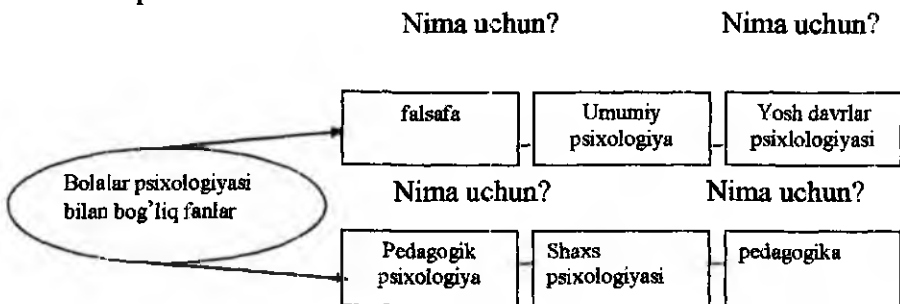 Nima uchun? Nima uchun?
falsafa
Umumiy
psixologiya
Yosh davrlar
psixlologiyasi
Bolalar psixologiyasi
bilan bog’liq fanlar
Nima uchun? Nima uchun?
Pedagogik
psixologiya
Shaxs
psixologiyasi
pedagogika